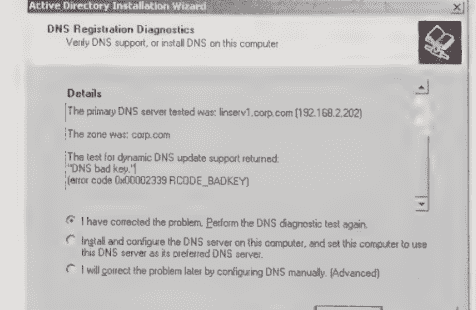 Active Directory Installation Wizard
DNS Registration Diagnostics
Verify DNS support, or install DNS on this computer
Details
The primary DNS server tested was: linserv1.corp.com (192.168.2.202)
The zone was: corp.com
The test for dynamic DNS update support returned:
"DNS bad key."
(error code 0x00002339 RCODE_BADKEY)
I have corrected the problem. Perform the DNS diagnostic test again.
Install and configure the DNS server on this computer, and set this computer to use
this DNS server as its preferred DNS server.
I will correct the problem later by configuring DNS manually. (Advanced)